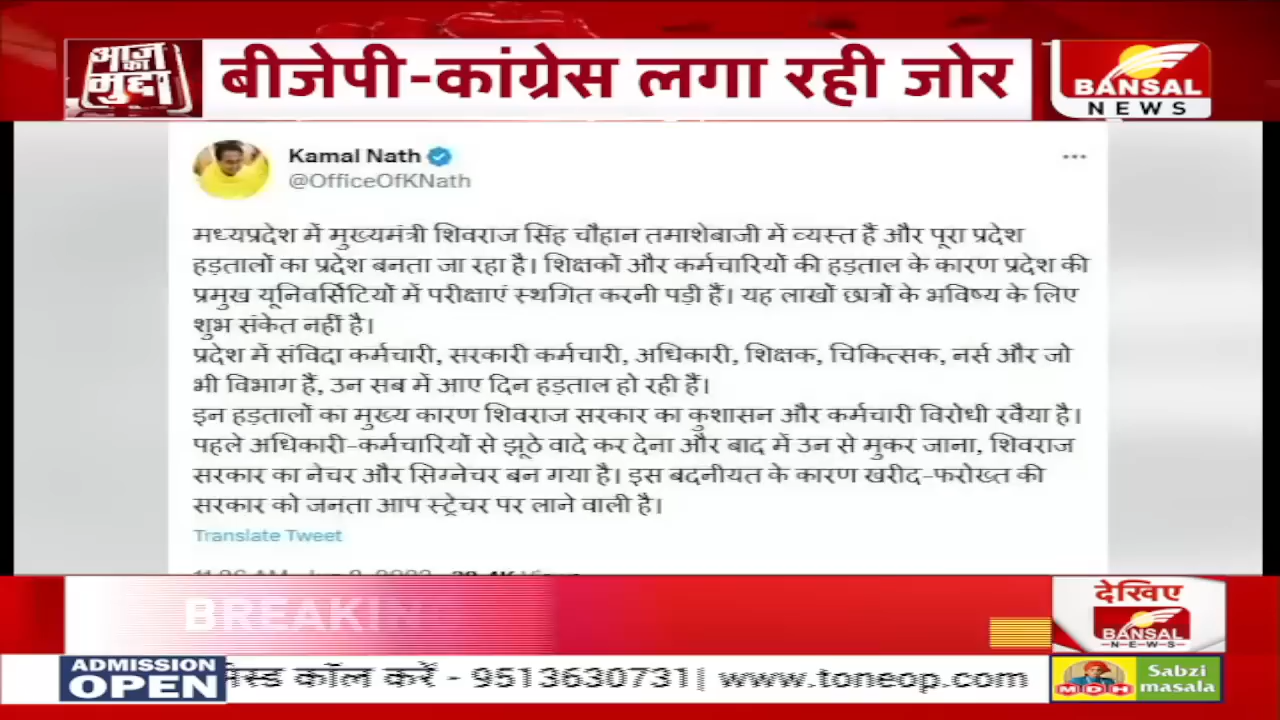 आज
का
मुद्दा
बीजेपी-कांग्रेस लगा रही जोर
BANSAL
NEWS
Kamal Nath
@OfficeOfKNath
मध्यप्रदेश में मुख्यमंत्री शिवराज सिंह चौहान तमाशेबाजी में व्यस्त हैं और पूरा प्रदेश
हड़तालों का प्रदेश बनता जा रहा है। शिक्षकों और कर्मचारियों की हड़ताल के कारण प्रदेश की
प्रमुख यूनिवर्सिटियों में परीक्षाएं स्थगित करनी पड़ी हैं। यह लाखों छात्रों के भविष्य के लिए
शुभ संकेत नहीं है।
प्रदेश में संविदा कर्मचारी, सरकारी कर्मचारी, अधिकारी, शिक्षक, चिकित्सक, नर्स और जो
भी विभाग हैं, उन सब में आए दिन हड़ताल हो रही हैं।
इन हड़तालों का मुख्य कारण शिवराज सरकार का कुशासन और कर्मचारी विरोधी रवैया है।
पहले अधिकारी-कर्मचारियों से झूठे वादे कर देना और बाद में उन से मुकर जाना, शिवराज
सरकार का नेचर और सिग्नेचर बन गया है। इस बदनीयत के कारण खरीद-फरोख्त की
सरकार को जनता आप स्ट्रेचर पर लाने वाली है।
Translate Tweet
BREAKIN
देखिए
BANSAL
NEWS
ADMISSION
OPEN
कॉल करें - 9513630731| www.toneop.com
MDH
Sabzi
masala